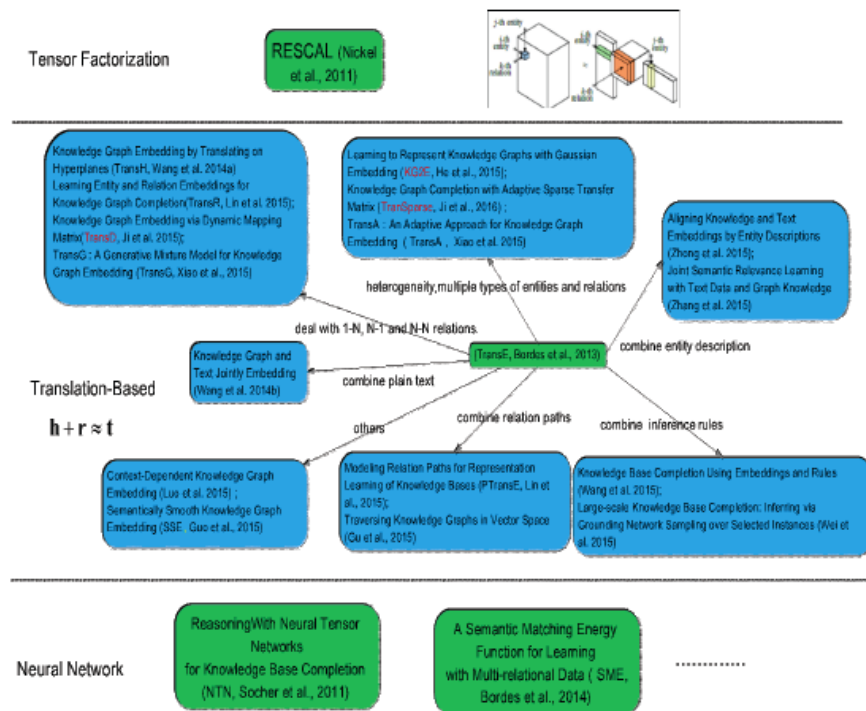 Tensor Factorization
RESCAL (Nickel
et al., 2011)
j-th entity
i-th
entity
k-th
relation
i-th
entity
j-th
entity
k-th
relation
Knowledge Graph Embedding by Translating on
Hyperplanes (TransH, Wang et al. 2014a)
Learning Entity and Relation Embeddings for
Knowledge Graph Completion(TransR, Lin et al. 2015);
Knowledge Graph Embedding via Dynamic Mapping
Matrix(TransD, Ji et al. 2015);
TransG : A Generative Mixture Model for Knowledge
Graph Embedding (TransG, Xiao et al., 2015)
Learning to Represent Knowledge Graphs with Gaussian
Embedding (KG2E, He et al., 2015);
Knowledge Graph Completion with Adaptive Sparse Transfer
Matrix (TranSparse, Ji et al., 2016) ;
TransA : An Adaptive Approach for Knowledge Graph
Embedding ( TransA , Xiao et al. 2015)
Aligning Knowledge and Text
Embeddings by Entity Descriptions
(Zhong et al. 2015);
Joint Semantic Relevance Learning
with Text Data and Graph Knowledge
(Zhang et al. 2015)
heterogeneity,multiple types of entities and relations
deal with 1-N, N-1 and N-N relations.
(TransE, Bordes et al., 2013)
combine entity description
Knowledge Graph and
Text Jointly Embedding
(Wang et al. 2014b)
combine plain text
Translation-Based
h + r ≈ t
others
combine relation paths
combine inference rules
Context-Dependent Knowledge Graph
Embedding (Luo et al. 2015) ;
Semantically Smooth Knowledge Graph
Embedding (SSE, Guo et al., 2015)
Modeling Relation Paths for Representation
Learning of Knowledge Bases (PTransE, Lin et
al., 2015);
Traversing Knowledge Graphs in Vector Space
(Gu et al., 2015)
Knowledge Base Completion Using Embeddings and Rules
(Wang et al. 2015);
Large-scale Knowledge Base Completion: Inferring via
Grounding Network Sampling over Selected Instances (Wei et
al. 2015)
Neural Network
ReasoningWith Neural Tensor
Networks
for Knowledge Base Completion
(NTN, Socher et al., 2011)
A Semantic Matching Energy
Function for Learning
with Multi-relational Data ( SME,
Bordes et al., 2014)
.............